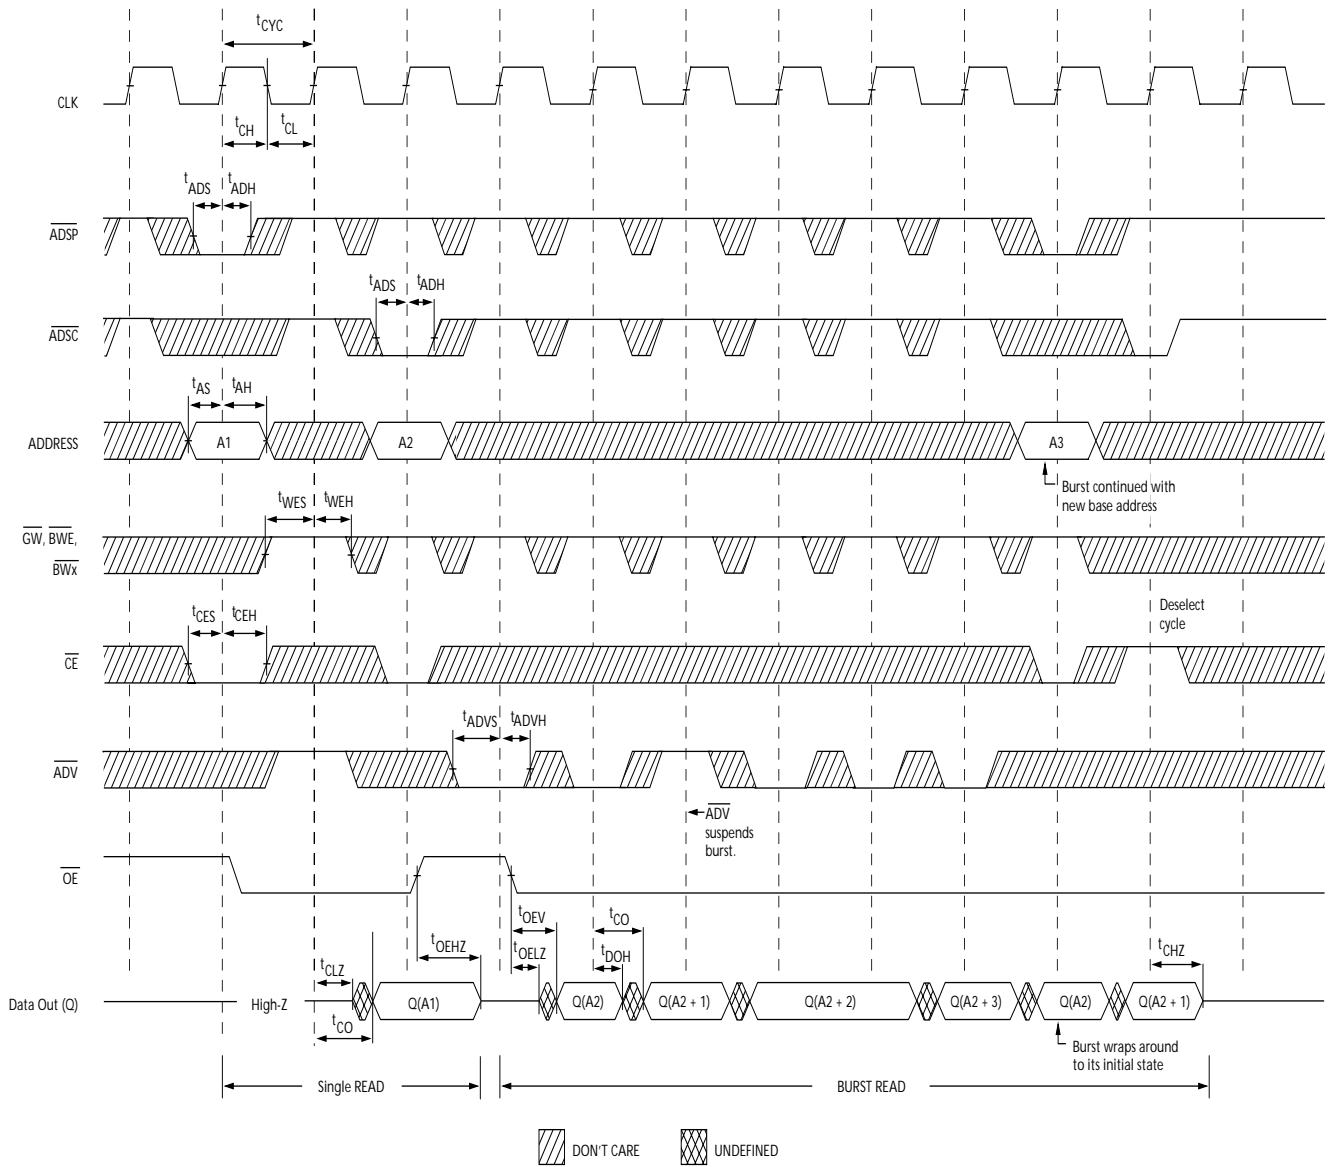 tCYC
CLK
tCH
tCL
tADS
tADH
ADSP
tADS
tADH
ADSC
tAS
tAH
ADDRESS
A1
A2
A3
Burst continued with
new base address
tWES
tWEH
GW, BWE,
BWx
Deselect
cycle
tCES
tCEH
CE
tADVS
tADVH
ADV
ADV
suspends
burst.
OE
tOEV
tCO
tOEHZ
tOELZ
tDOH
tCHZ
tCLZ
Data Out (Q)
High-Z
Q(A1)
Q(A2)
Q(A2 + 1)
Q(A2 + 2)
Q(A2 + 3)
Q(A2)
Q(A2 + 1)
tCO
Burst wraps around
to its initial state
Single READ
BURST READ
DON'T CARE
UNDEFINED